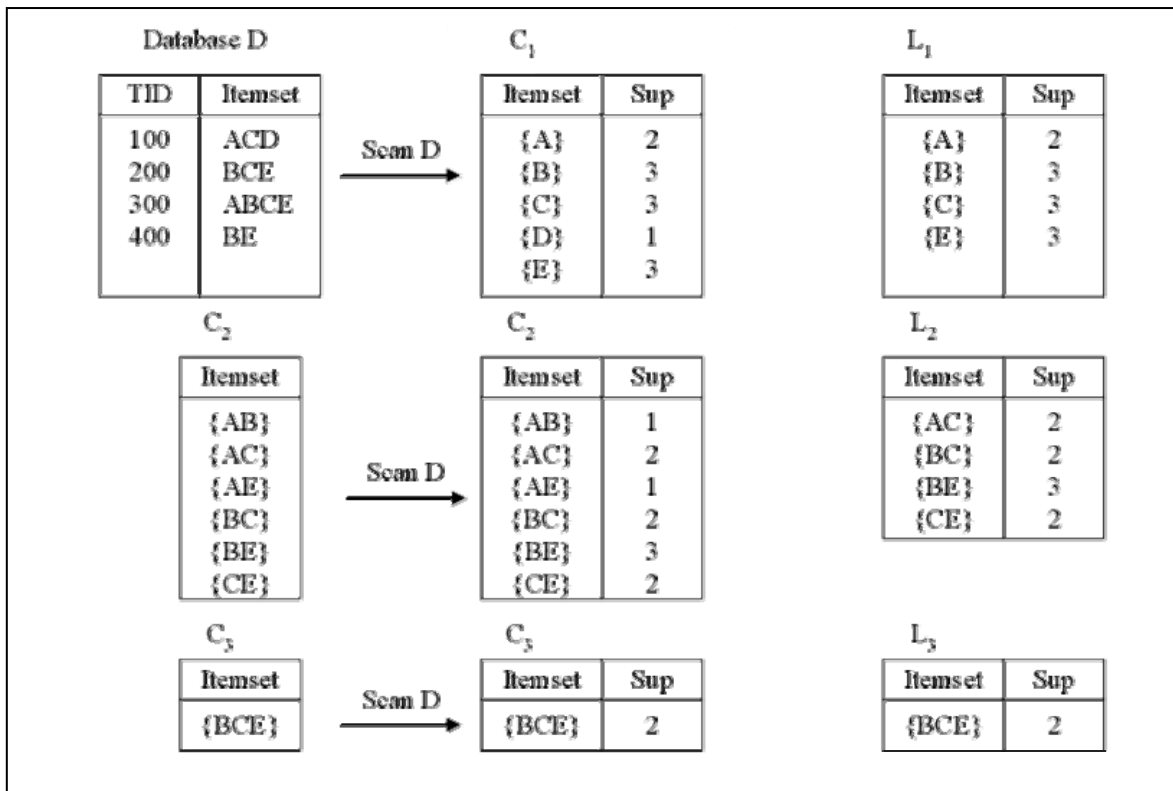 Database D C₁ L₁
TID Itemset Itemset Sup Itemset Sup
100 ACD Scan D {A} 2 {A} 2
200 BCE {B} 3 {B} 3
300 ABCE {C} 3 {C} 3
400 BE {D} 1 {E} 3
{E} 3
C₂ C₂ L₂
Itemset Itemset Sup Itemset Sup
{AB} {AB} 1 {AC} 2
{AC} {AC} 2 {BC} 2
{AE} Scan D {AE} 1 {BE} 3
{BC} {BC} 2 {CE} 2
{BE} {BE} 3
{CE} {CE} 2
C₃ C₃ L₃
Itemset Itemset Sup Itemset Sup
{BCE} Scan D {BCE} 2 {BCE} 2